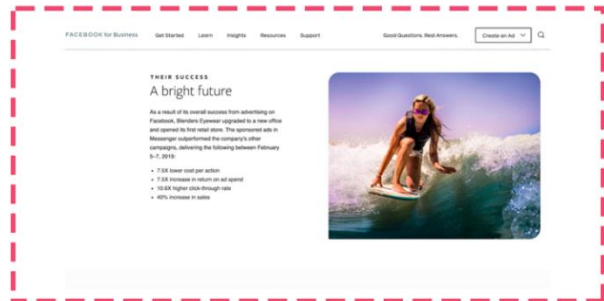 FACEBOOK for Business Get Started Learn Insights Resources Support Good Questions. Best Answers. Create an Ad
THEIR SUCCESS
A bright future
As a result of its overall success from advertising on
Facebook, Blenders Eyewear upgraded to a new office
and opened its first retail store. The sponsored ads in
Messenger outperformed the company's other
campaigns, delivering the following between February
5–7, 2019:
• 7.5X lower cost per action
• 7.5X increase in return on ad spend
• 10.6X higher click-through rate
• 40% increase in sales